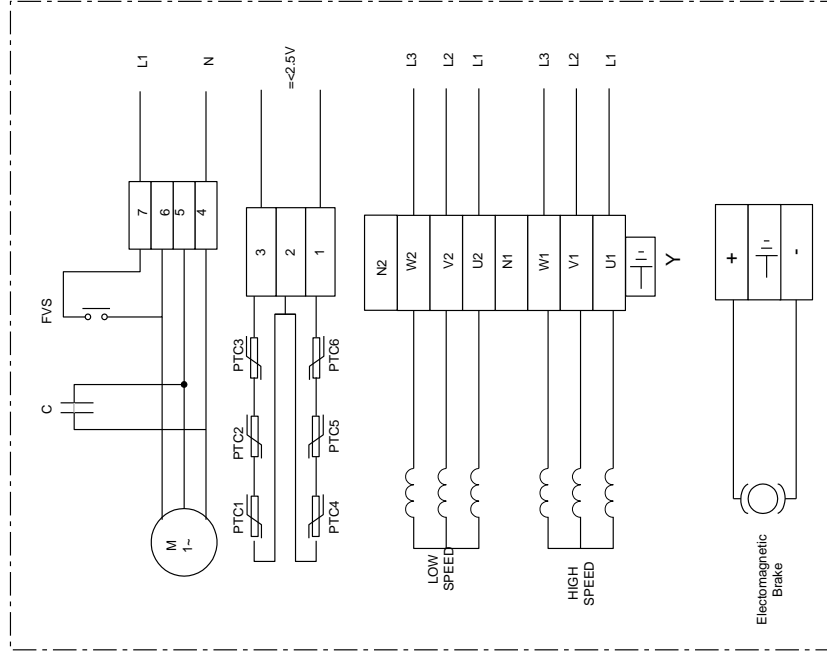 L1
N
7
6
5
4
FVS
C
M
1~
=<2.5V
3
2
1
PTC3
PTC6
PTC2
PTC5
PTC1
PTC4
L3
L2
L1
L3
L2
L1
N2
W2
V2
U2
N1
W1
V1
U1
Y
LOW
SPEED
HIGH
SPEED
+
-
Electomagnetic
Brake